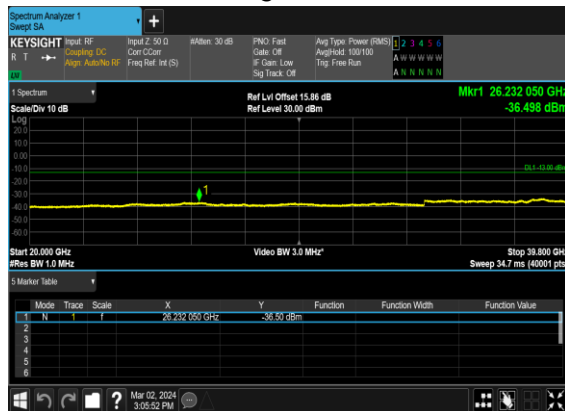 Spectrum Analyzer 1
Swept SA
+
KEYSIGHT Input: RF Input Z: 50 Ω #Atten: 30 dB PNO: Fast Avg Type: Power (RMS) 1 2 3 4 5 6
R T Coupling: DC Corr CCorr Gate: Off Avg|Hold: 100/100 A W W W W W
Align: Auto/No RF Freq Ref: Int (S) IF Gain: Low Trig: Free Run
LW Sig Track: Off A N N N N N
1 Spectrum Ref Lvl Offset 15.86 dB Mkr1 26.232 050 GHz
Scale/Div 10 dB Ref Level 30.00 dBm -36.498 dBm
Log
20.0
10.0
0.00
-10.0 DL1 -13.00 dBm
-20.0
-30.0 1
-40.0
-50.0
-60.0
Start 20.000 GHz Video BW 3.0 MHz* Stop 39.800 GHz
#Res BW 1.0 MHz Sweep 34.7 ms (40001 pts
5 Marker Table
Mode Trace Scale X Y Function Function Width Function Value
1 N 1 f 26.232 050 GHz -36.50 dBm
2
3
4
5
6
? Mar 02, 2024
3:05:52 PM